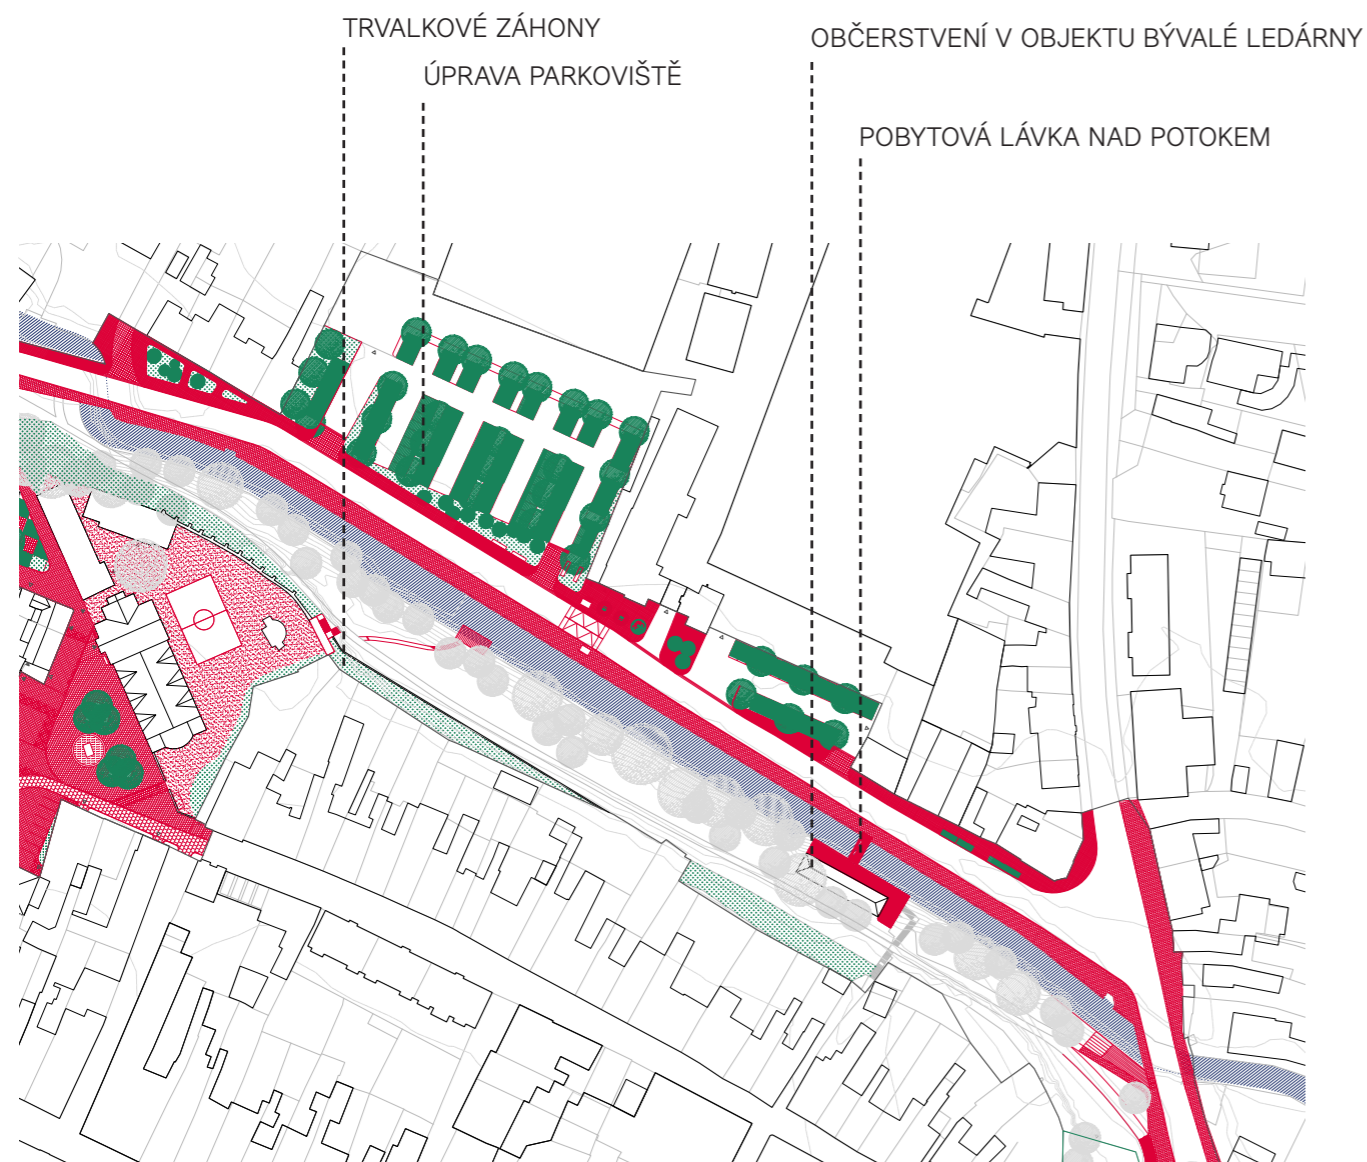 TRVALKOVÉ ZÁHONY
OBČERSTVENÍ V OBJEKTU BÝVALÉ LEDÁRNY
ÚPRAVA PARKOVIŠTĚ
POBYTOVÁ LÁVKA NAD POTOKEM